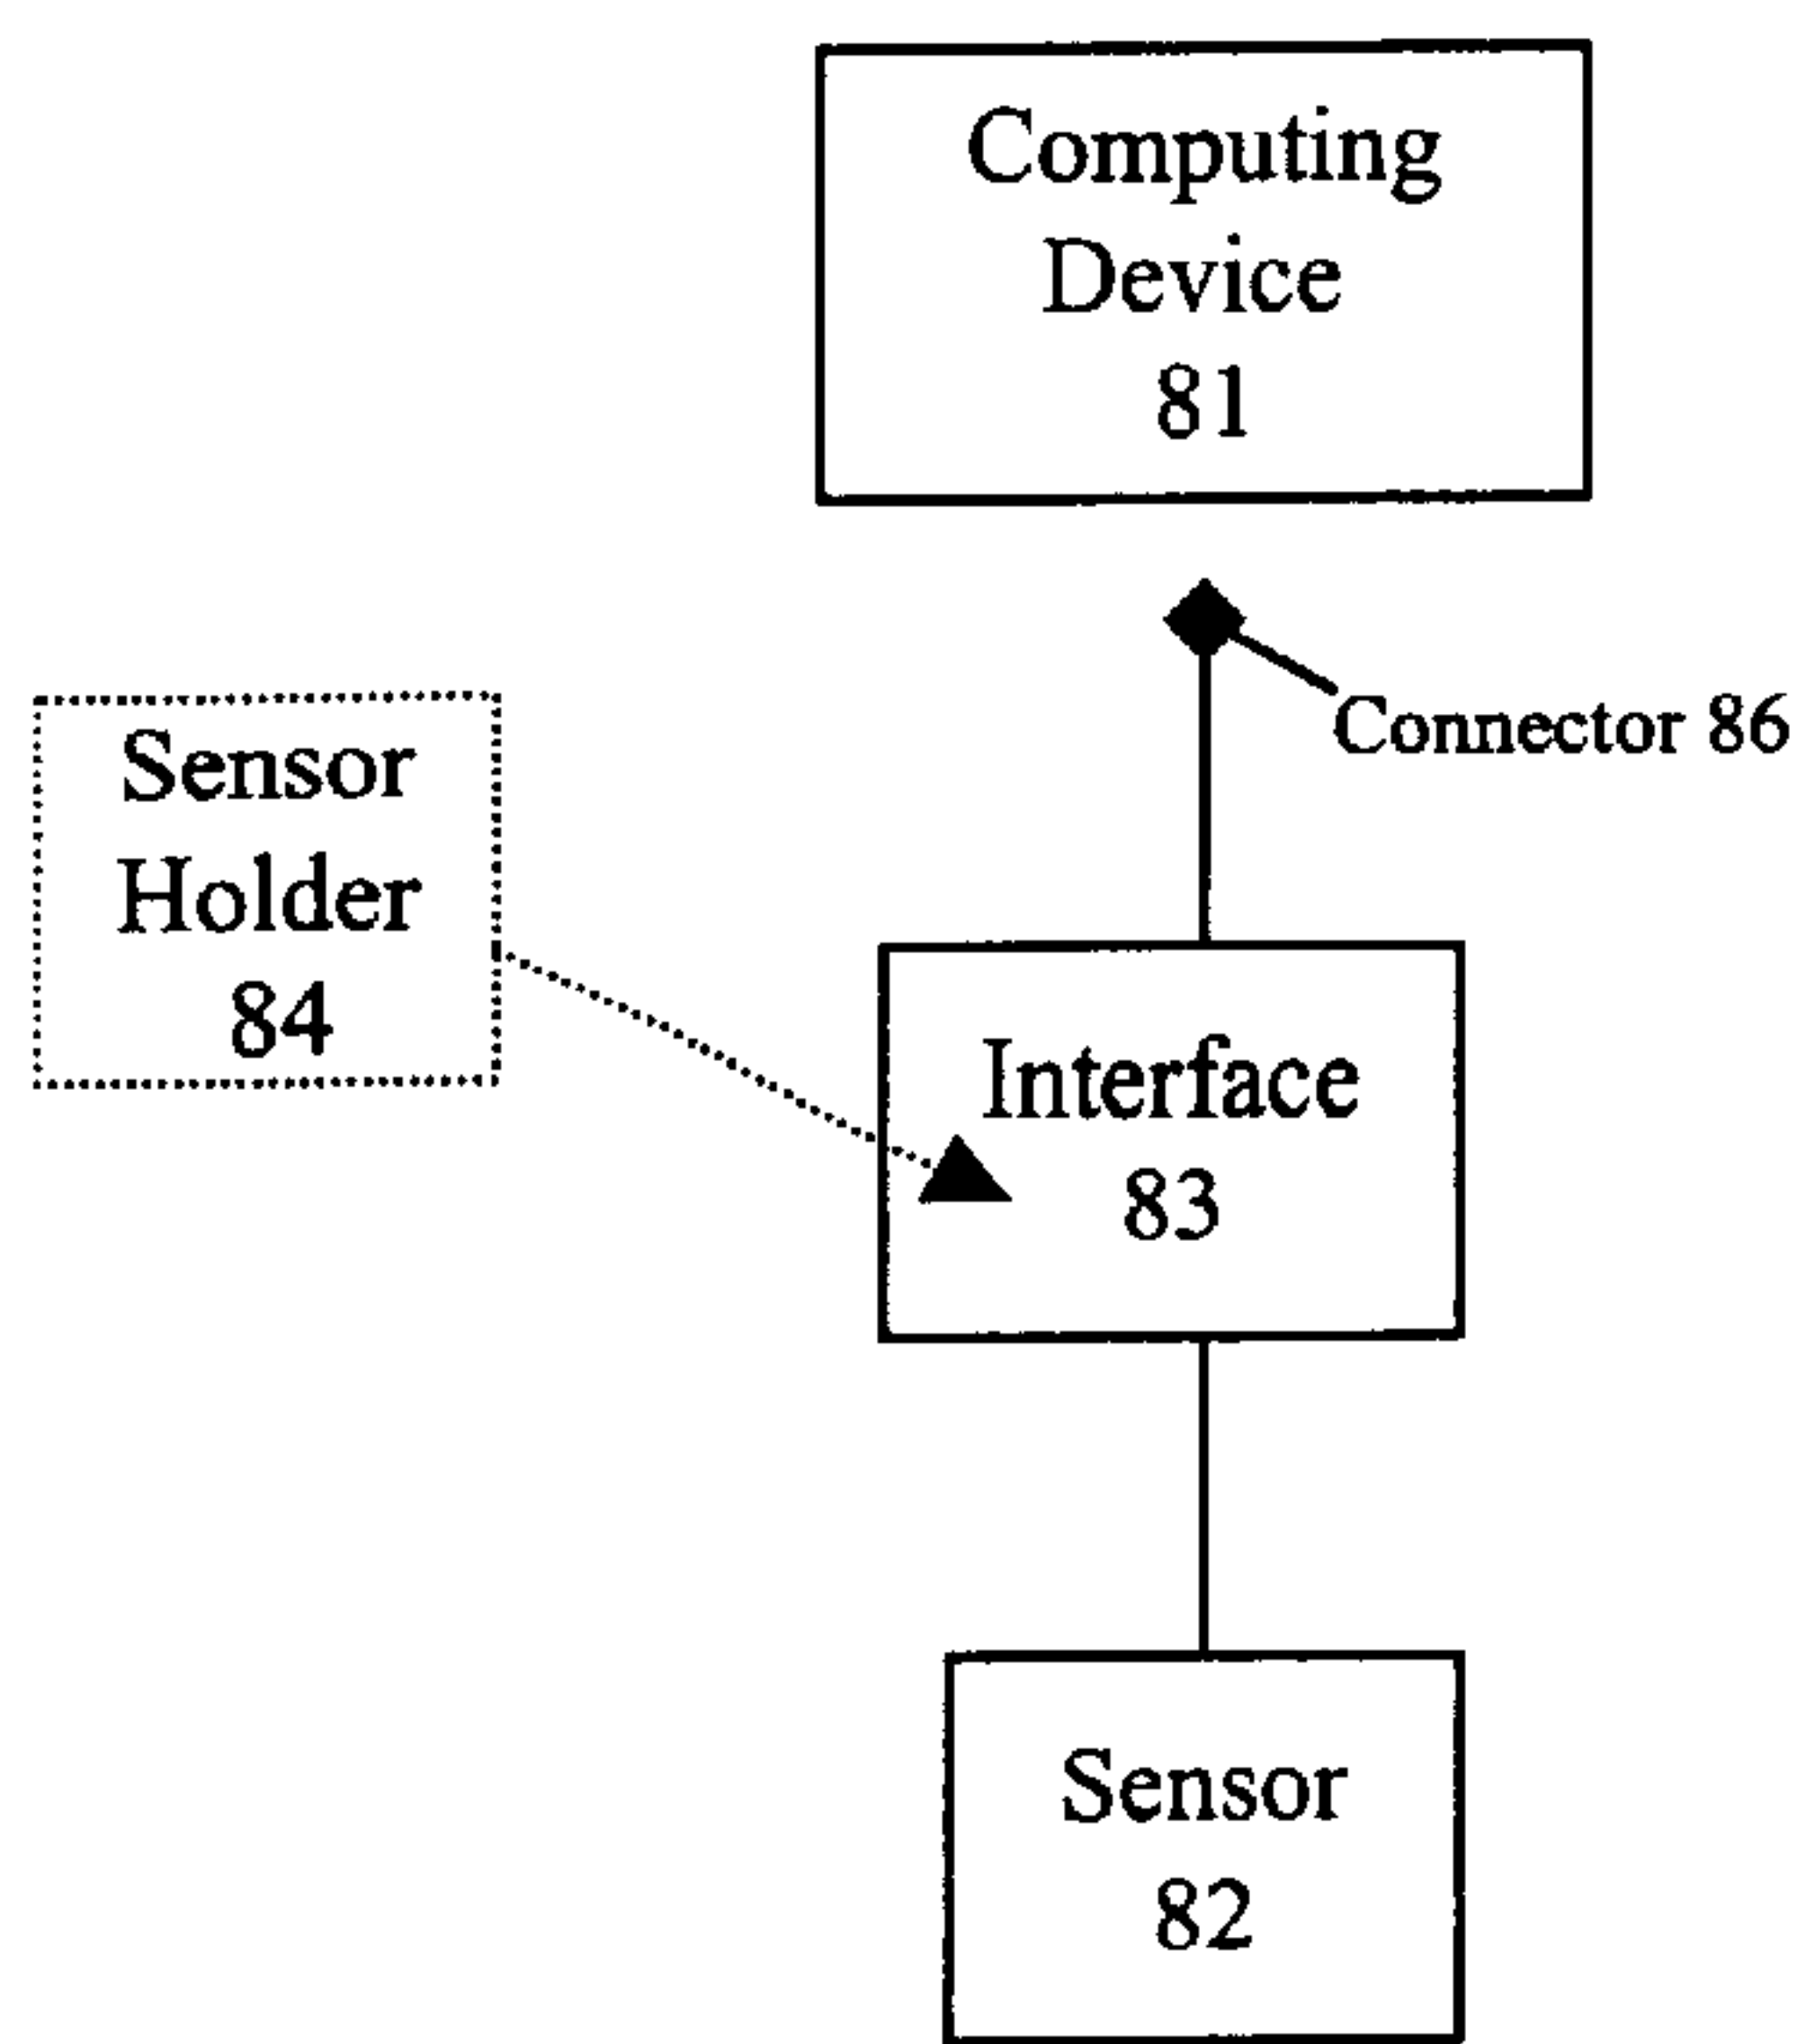 Computing
Device
81
Connector 86
Sensor
Holder
84
Interface
83
Sensor
82